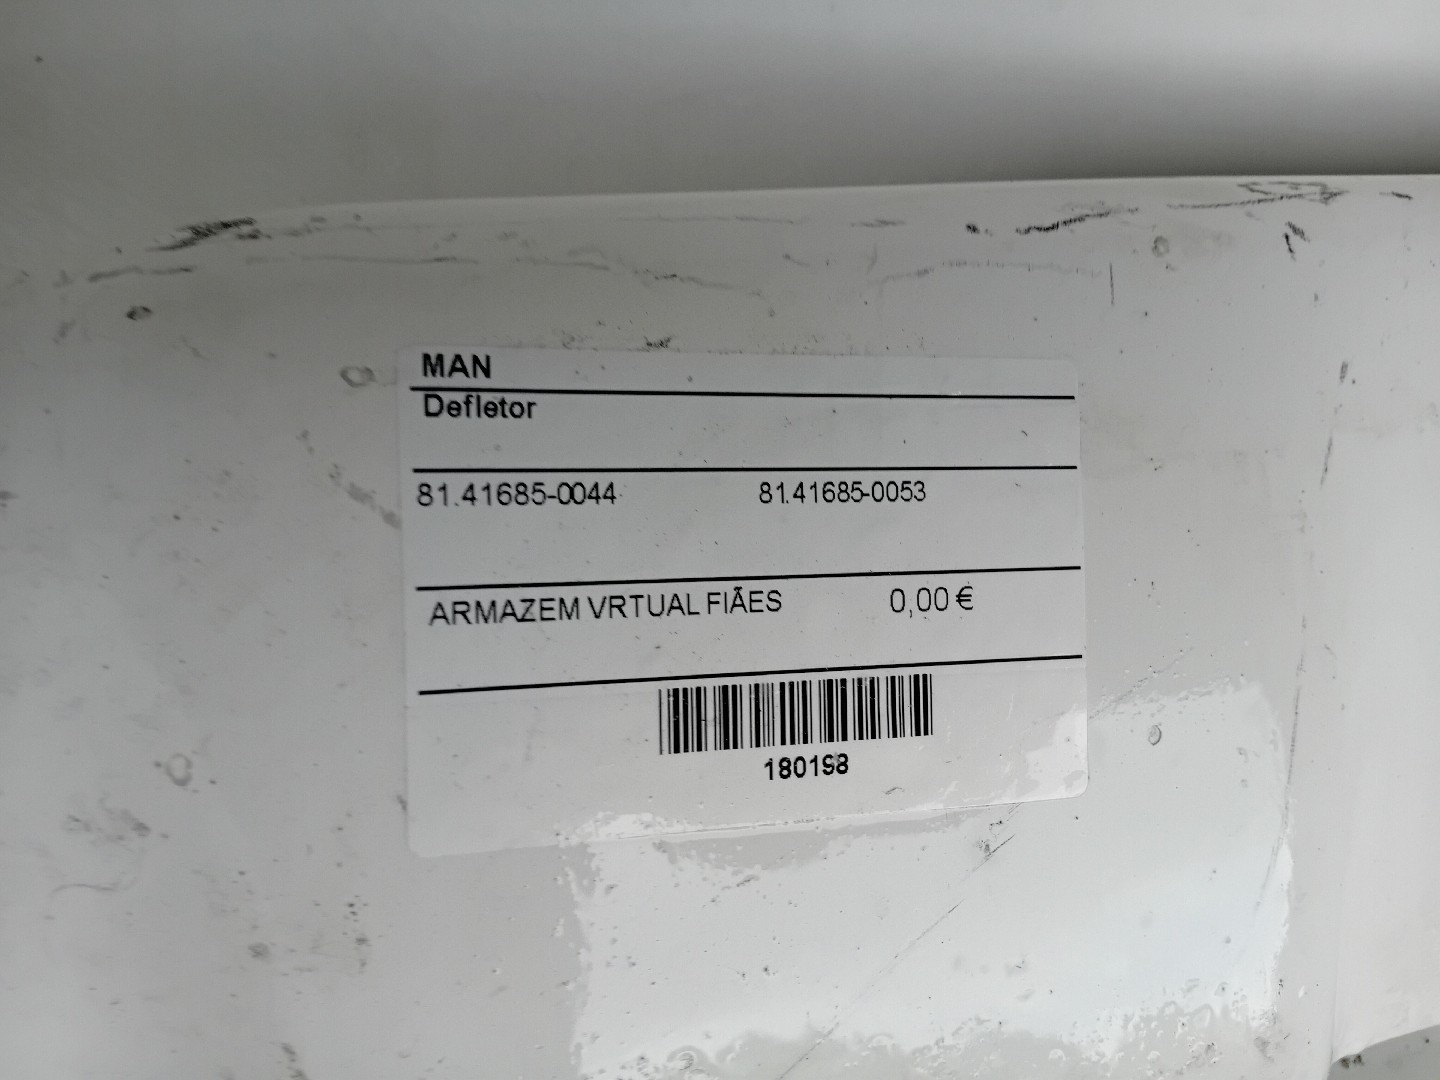 MAN
Defletor
81.41685-0044 81.41685-0053
ARMAZEM VRTUAL FIÃES 0,00 €
180198